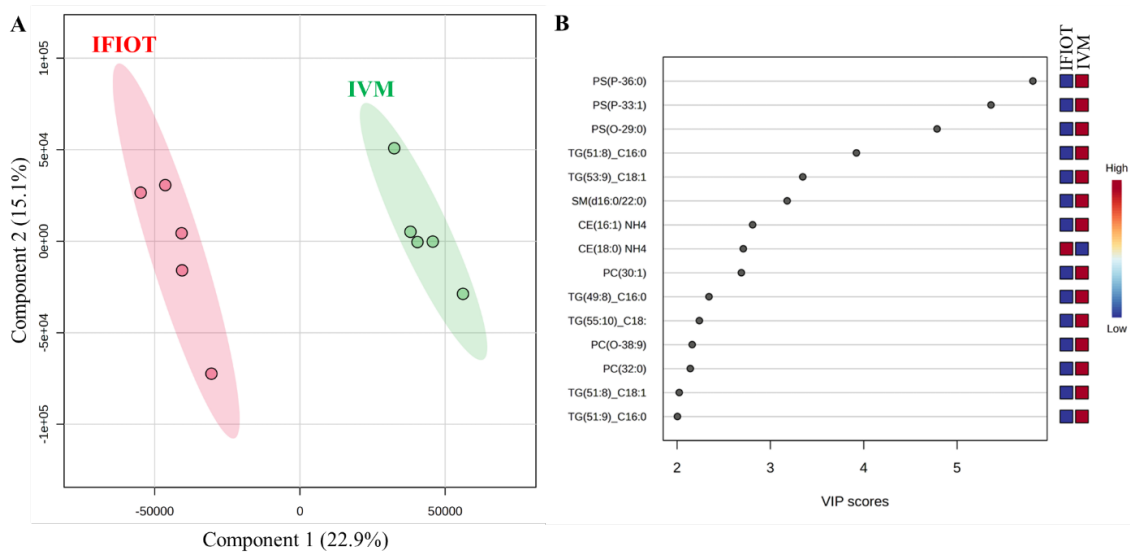 A
IFIOT
IVM
Component 2 (15.1%)
1e+05
5e+04
0e+00
-5e+04
-1e+05
-50000
0
50000
Component 1 (22.9%)
B
IFIOT
IVM
PS(P-36:0)
PS(P-33:1)
PS(O-29:0)
TG(51:8)_C16:0
TG(53:9)_C18:1
SM(d16:0/22:0)
CE(16:1) NH4
CE(18:0) NH4
PC(30:1)
TG(49:8)_C16:0
TG(55:10)_C18:
PC(O-38:9)
PC(32:0)
TG(51:8)_C18:1
TG(51:9)_C16:0
2
3
4
5
VIP scores
High
Low